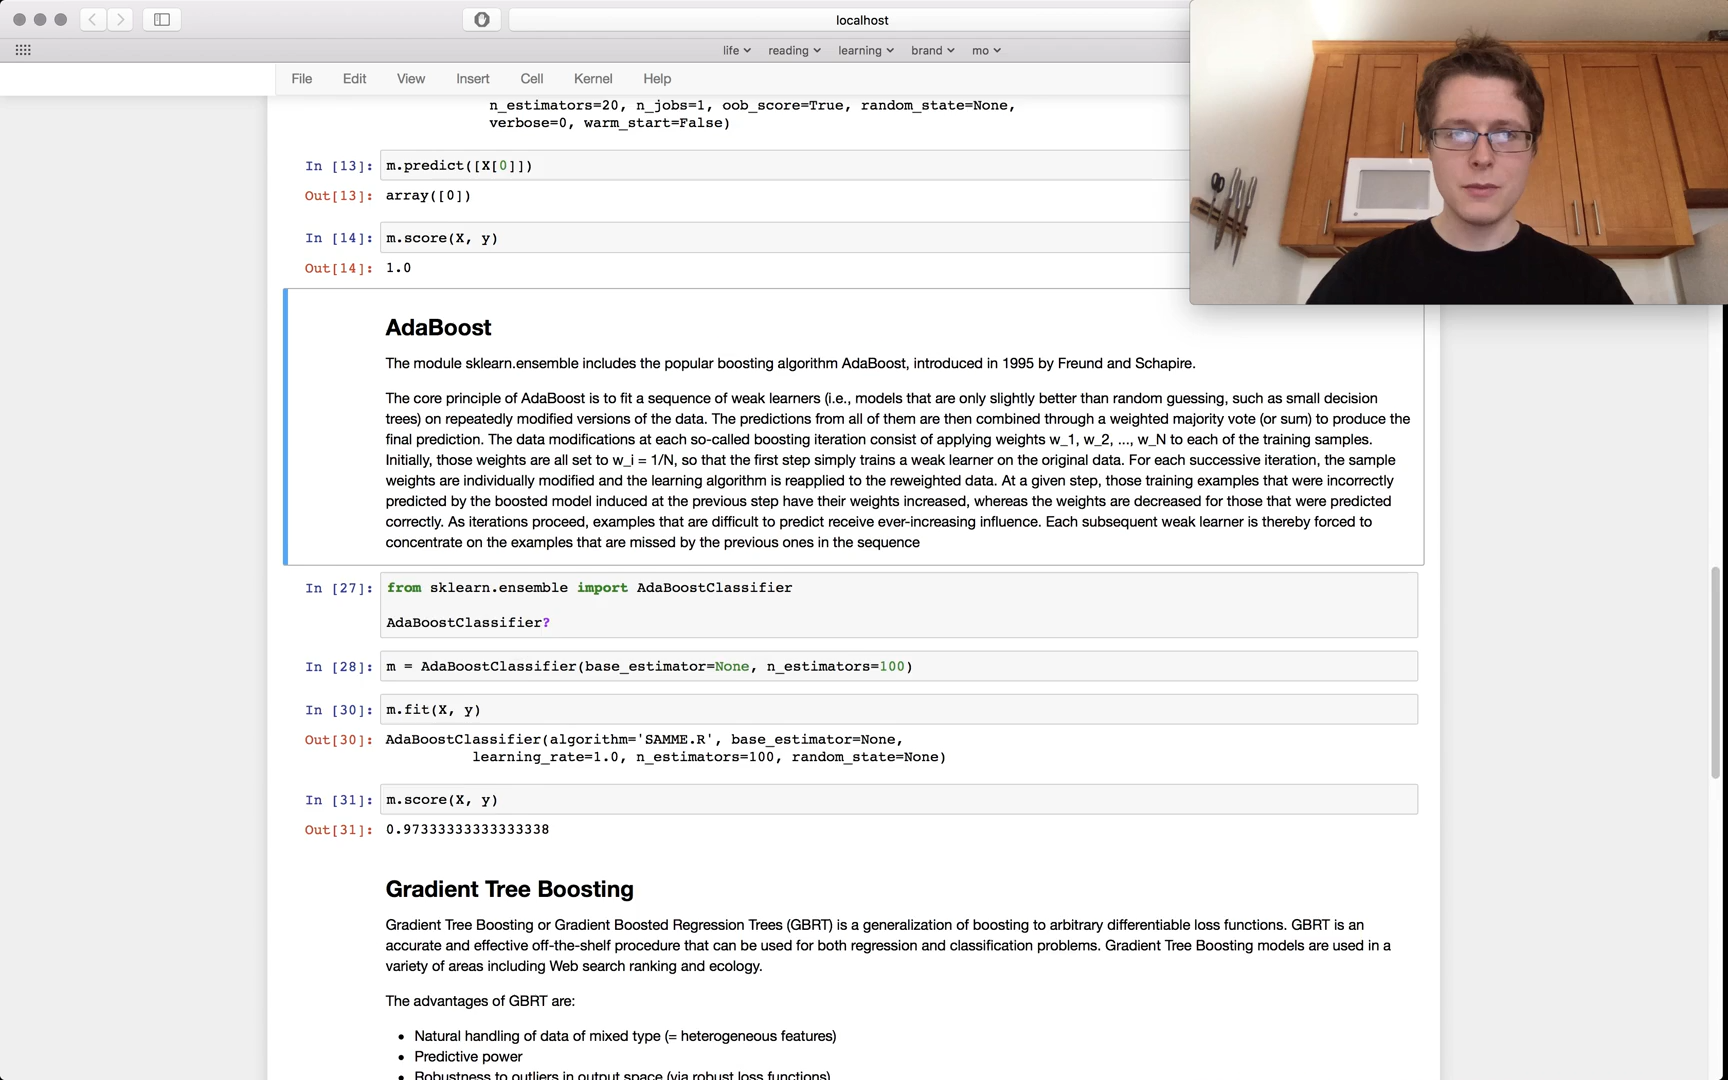 localhost
life reading learning brand mo
File Edit View Insert Cell Kernel Help
n_estimators=20, n_jobs=1, oob_score=True, random_state=None,
verbose=0, warm_start=False)
In [13]: m.predict([X[0]])
Out[13]: array([0])
In [14]: m.score(X, y)
Out[14]: 1.0
AdaBoost
The module sklearn.ensemble includes the popular boosting algorithm AdaBoost, introduced in 1995 by Freund and Schapire.
The core principle of AdaBoost is to fit a sequence of weak learners (i.e., models that are only slightly better than random guessing, such as small decision
trees) on repeatedly modified versions of the data. The predictions from all of them are then combined through a weighted majority vote (or sum) to produce the
final prediction. The data modifications at each so-called boosting iteration consist of applying weights w_1, w_2, ..., w_N to each of the training samples.
Initially, those weights are all set to w_i = 1/N, so that the first step simply trains a weak learner on the original data. For each successive iteration, the sample
weights are individually modified and the learning algorithm is reapplied to the reweighted data. At a given step, those training examples that were incorrectly
predicted by the boosted model induced at the previous step have their weights increased, whereas the weights are decreased for those that were predicted
correctly. As iterations proceed, examples that are difficult to predict receive ever-increasing influence. Each subsequent weak learner is thereby forced to
concentrate on the examples that are missed by the previous ones in the sequence
In [27]: from sklearn.ensemble import AdaBoostClassifier
AdaBoostClassifier?
In [28]: m = AdaBoostClassifier(base_estimator=None, n_estimators=100)
In [30]: m.fit(X, y)
Out[30]: AdaBoostClassifier(algorithm='SAMME.R', base_estimator=None,
learning_rate=1.0, n_estimators=100, random_state=None)
In [31]: m.score(X, y)
Out[31]: 0.97333333333333338
Gradient Tree Boosting
Gradient Tree Boosting or Gradient Boosted Regression Trees (GBRT) is a generalization of boosting to arbitrary differentiable loss functions. GBRT is an
accurate and effective off-the-shelf procedure that can be used for both regression and classification problems. Gradient Tree Boosting models are used in a
variety of areas including Web search ranking and ecology.
The advantages of GBRT are:
• Natural handling of data of mixed type (= heterogeneous features)
• Predictive power
• Robustness to outliers in output space (via robust loss functions)